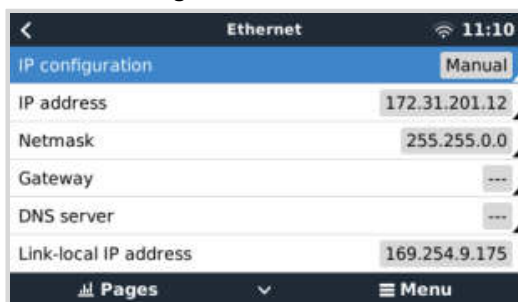 Ethernet 11:10
IP configuration Manual
IP address 172.31.201.12
Netmask 255.255.0.0
Gateway ---
DNS server ---
Link-local IP address 169.254.9.175
Pages Menu